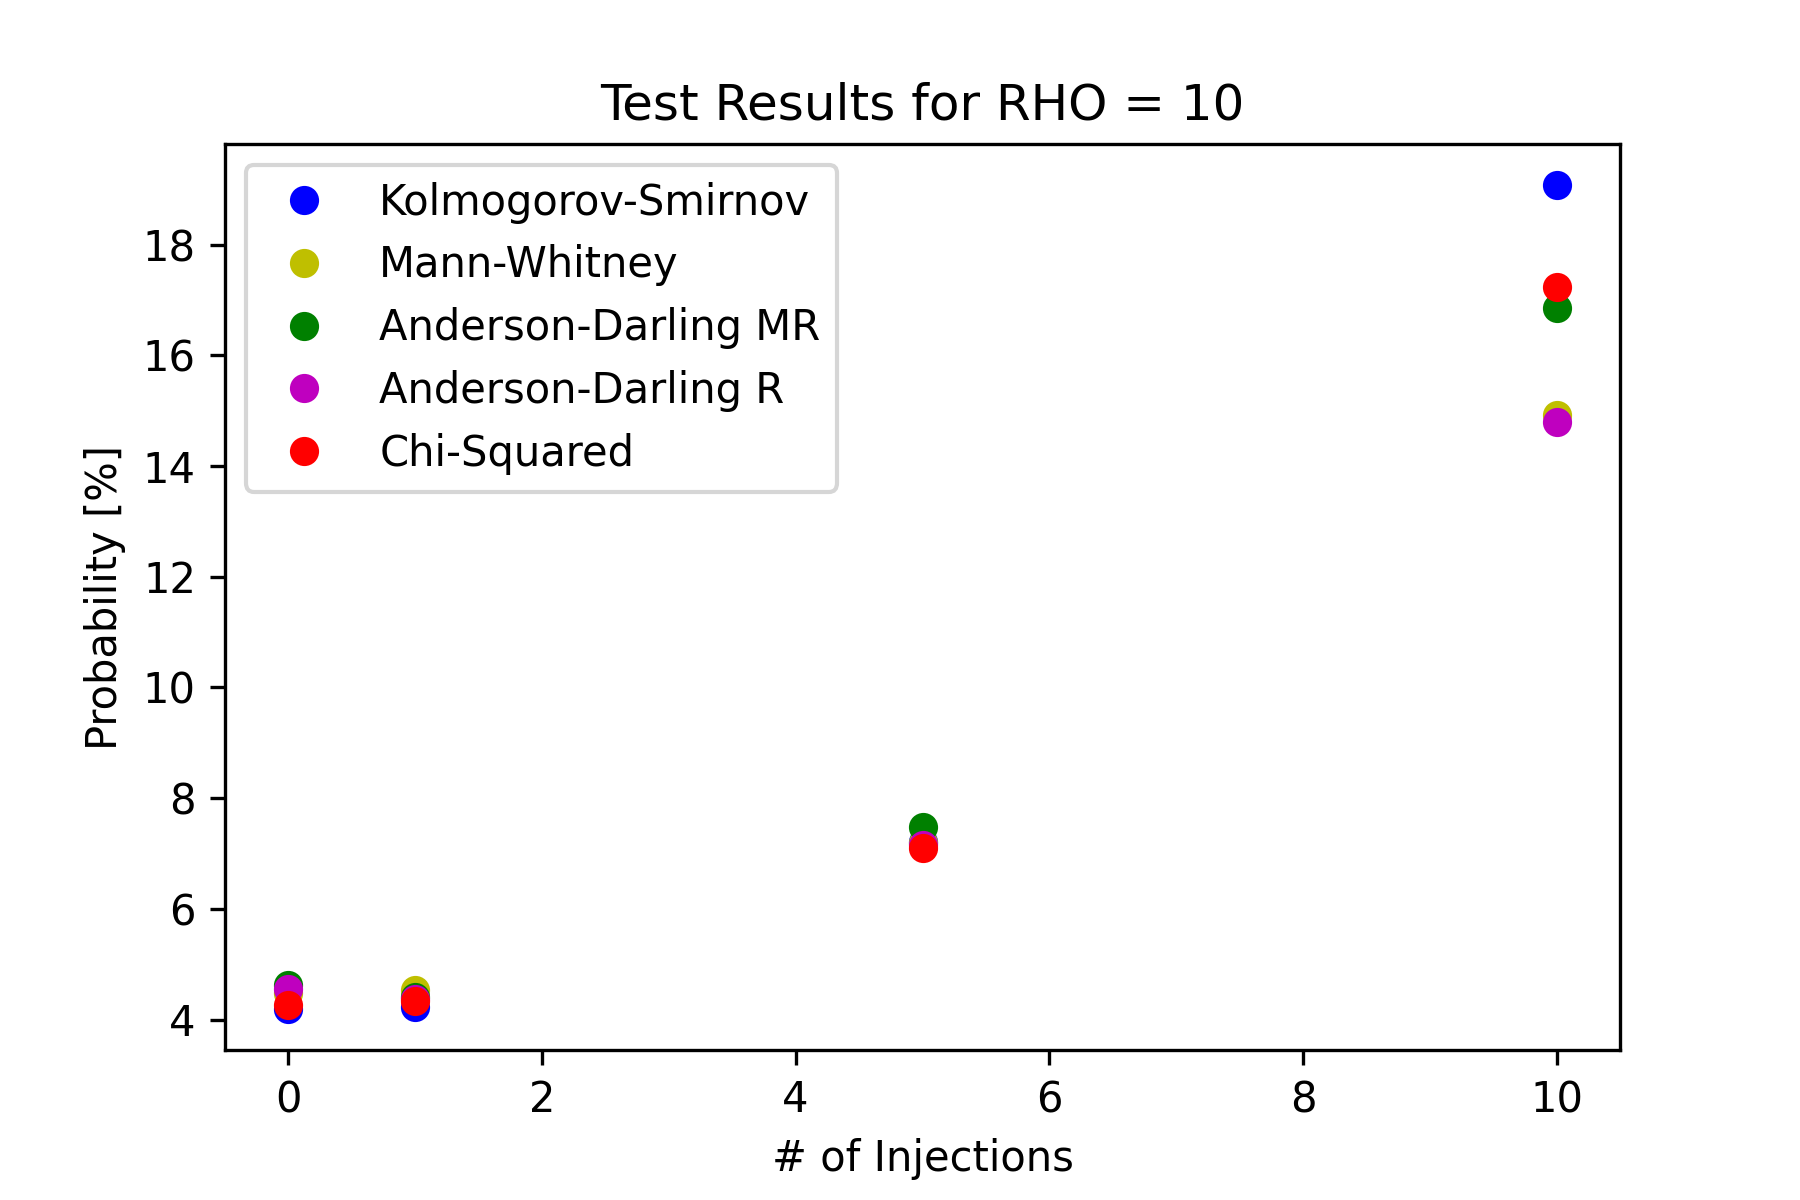 Test Results for RHO = 10
Kolmogorov-Smirnov
Mann-Whitney
Anderson-Darling MR
Anderson-Darling R
Chi-Squared
Probability [%]
18
16
14
12
10
8
6
4
0 2 4 6 8 10
# of Injections